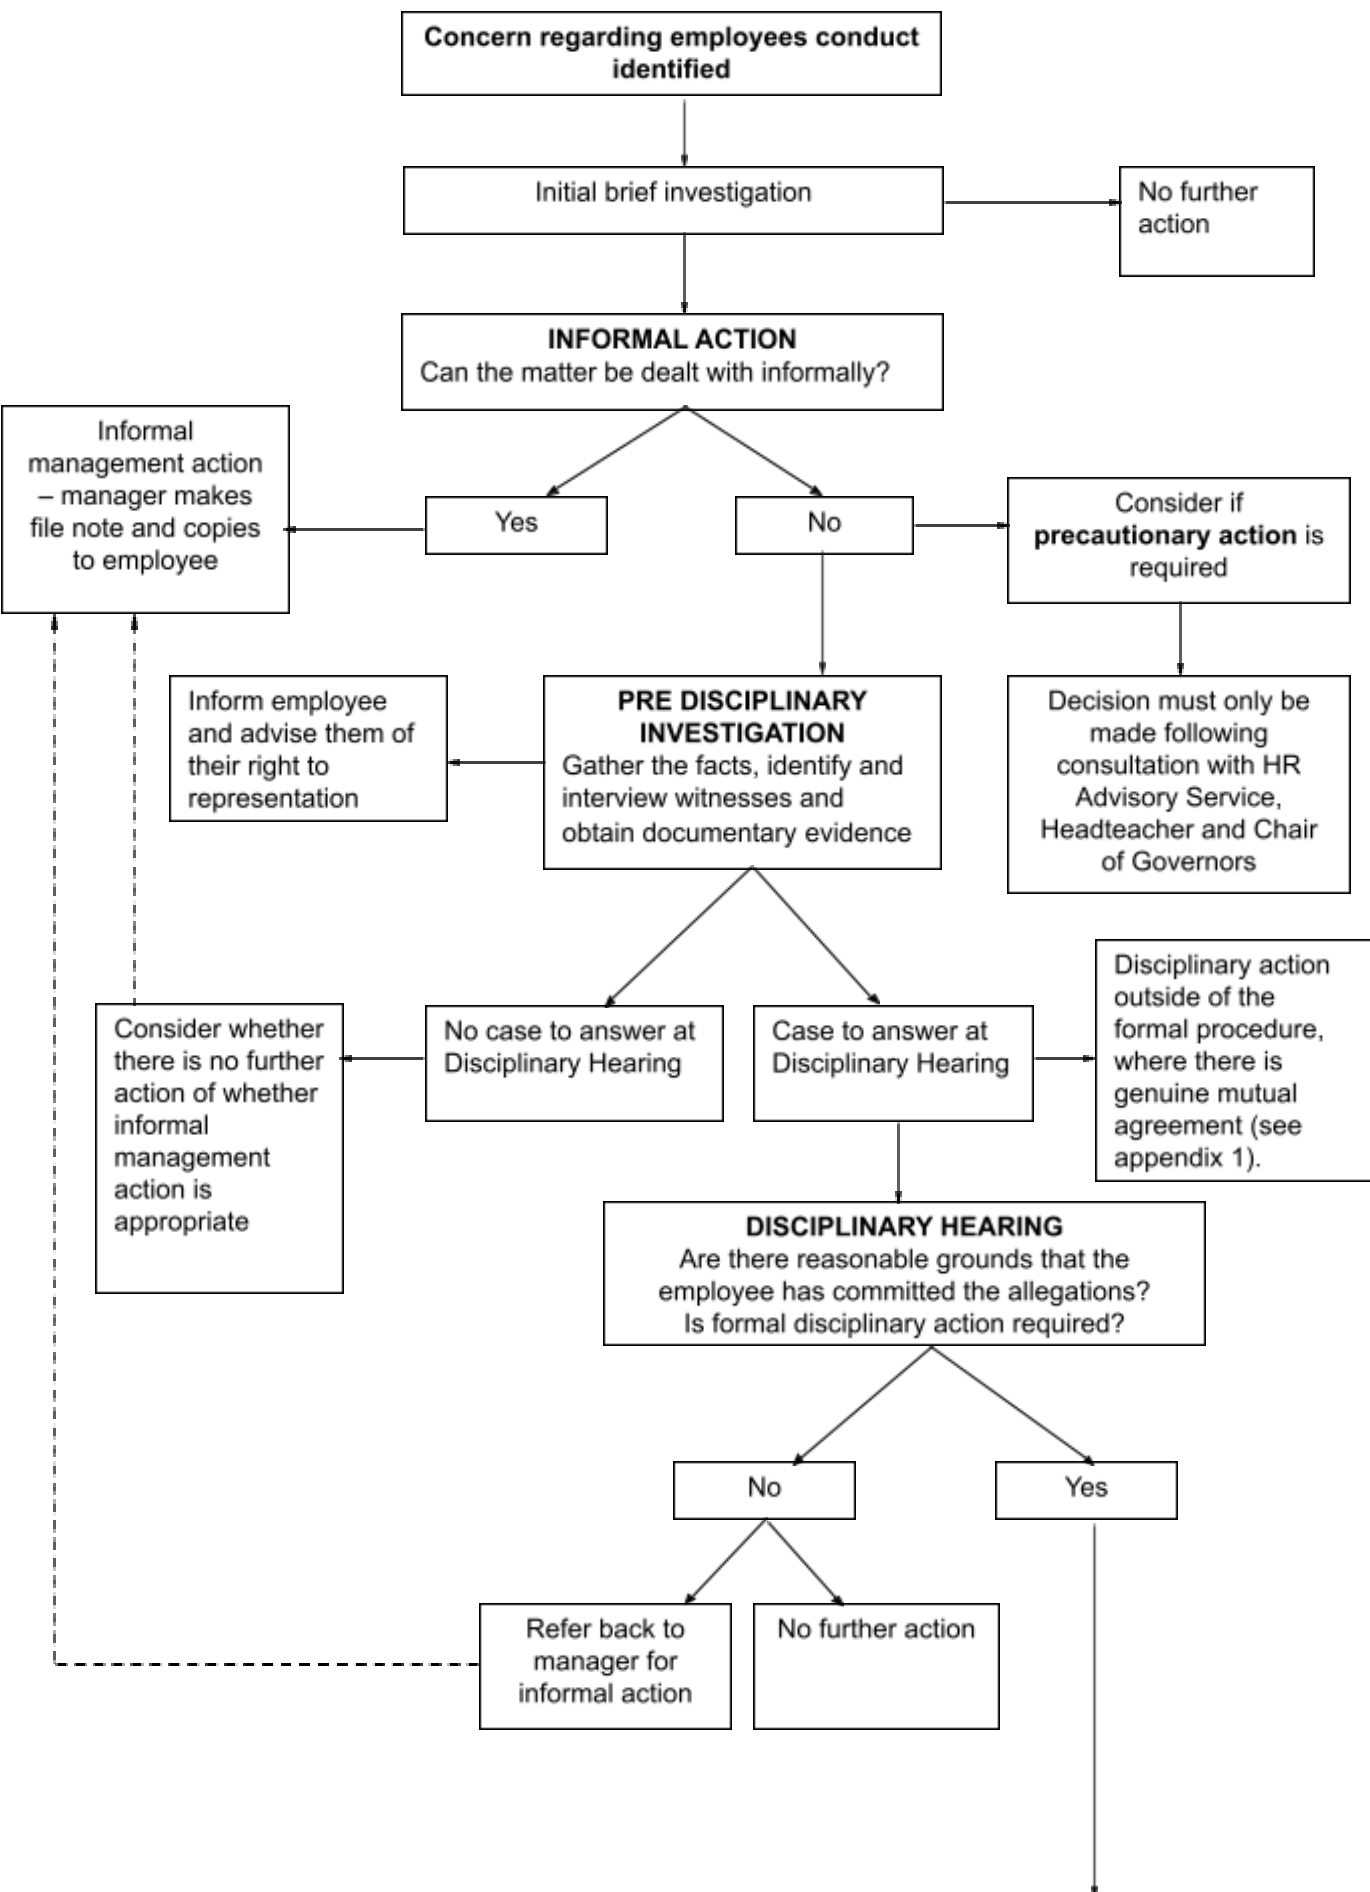 Concern regarding employees conduct
identified
Initial brief investigation
No further
action
INFORMAL ACTION
Can the matter be dealt with informally?
Informal
management action
– manager makes
file note and copies
to employee
Yes
No
Consider if
precautionary action is
required
Inform employee
and advise them of
their right to
representation
PRE DISCIPLINARY
INVESTIGATION
Gather the facts, identify and
interview witnesses and
obtain documentary evidence
Decision must only be
made following
consultation with HR
Advisory Service,
Headteacher and Chair
of Governors
Consider whether
there is no further
action of whether
informal
management
action is
appropriate
No case to answer at
Disciplinary Hearing
Case to answer at
Disciplinary Hearing
Disciplinary action
outside of the
formal procedure,
where there is
genuine mutual
agreement (see
appendix 1).
DISCIPLINARY HEARING
Are there reasonable grounds that the
employee has committed the allegations?
Is formal disciplinary action required?
No
Yes
Refer back to
manager for
informal action
No further action